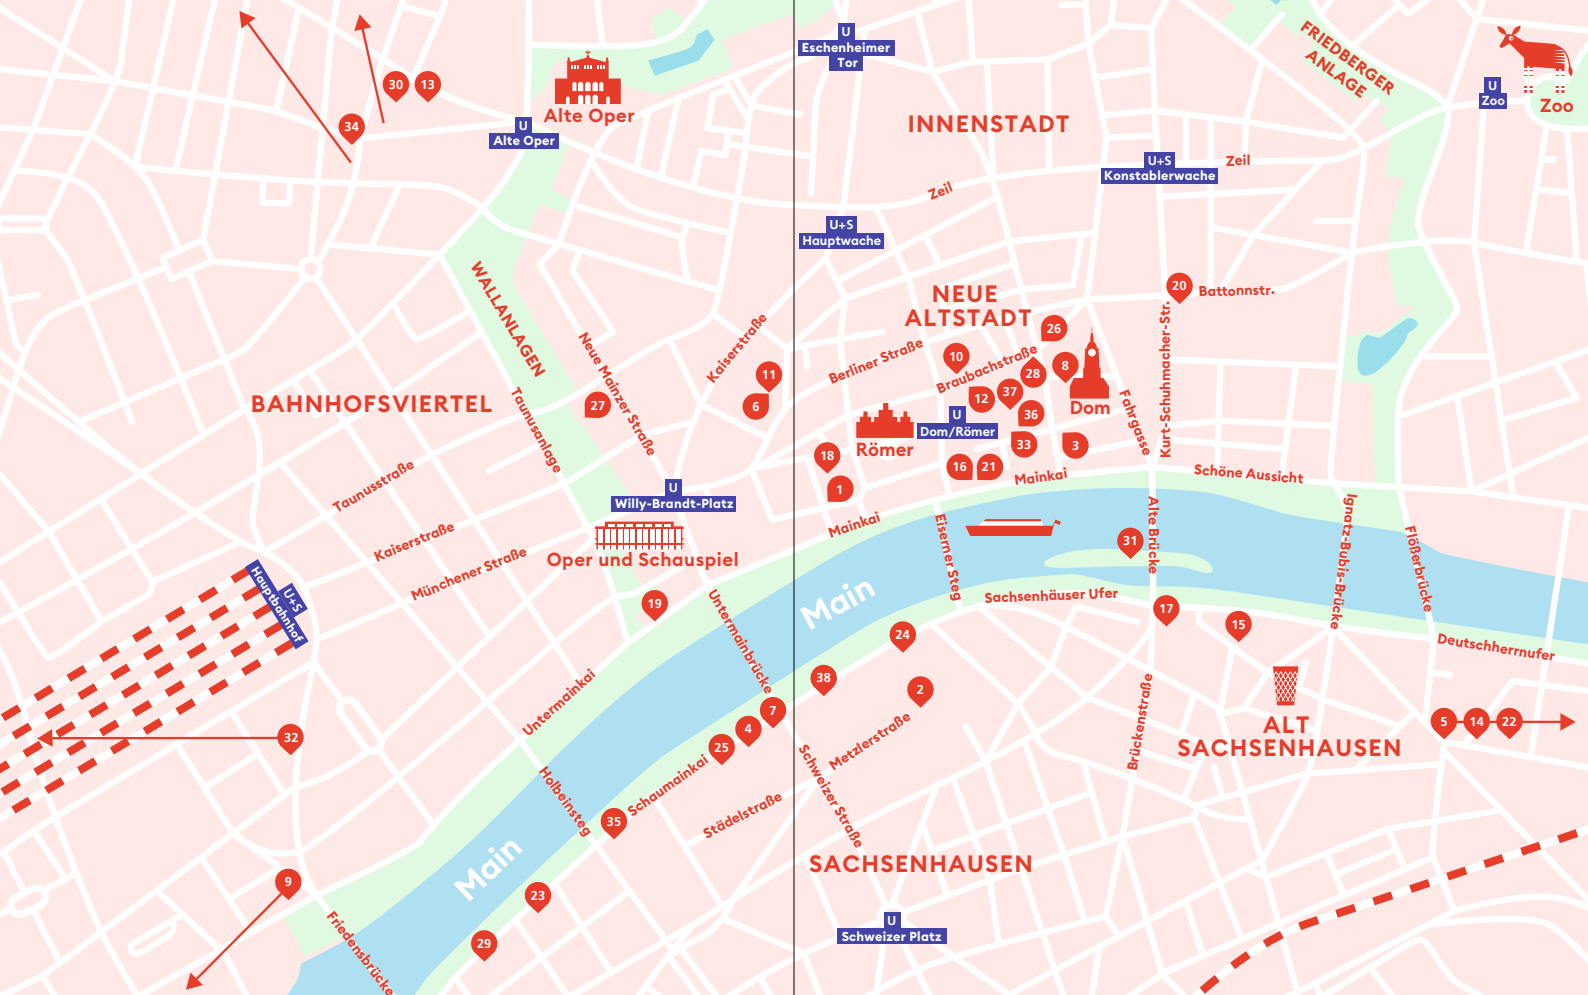 U
Eschenheimer
Tor
FRIEDBERGER
ANLAGE
U
Zoo
Zoo
30
13
34
Alte Oper
U
Alte Oper
INNENSTADT
U+S
Konstablerwache
Zeil
Zeil
U+S
Hauptwache
WALLANLAGEN
NEUE
ALTSTADT
20
Battonnstr.
Kurt-Schuhmacher-Str.
26
Neue Mainzer Straße
Kaiserstraße
Berliner Straße
10
Braubachstraße
8
28
11
6
37
12
36
Dom
Fahrgasse
BAHNHOFSVIERTEL
Taunusanlage
27
Römer
U
Dom/Römer
33
3
18
16
21
Mainkai
Schöne Aussicht
1
Mainkai
Taunusstraße
U
Willy-Brandt-Platz
Kaiserstraße
Münchener Straße
Oper und Schauspiel
Eiserner Steg
31
Alte Brücke
Ignatz-Bubis-Brücke
Flößerbrücke
U+S
Hauptbahnhof
19
Untermainbrücke
Main
Sachsenhäuser Ufer
17
15
24
Deutschherrnufer
38
2
Untermainkai
7
4
25
Metzlerstraße
Brückenstraße
ALT
SACHSENHAUSEN
5
14
22
32
Holbeinsteg
Schaumainkai
35
Städelstraße
Schweizer Straße
Main
SACHSENHAUSEN
9
23
29
Friedensbrücke
U
Schweizer Platz